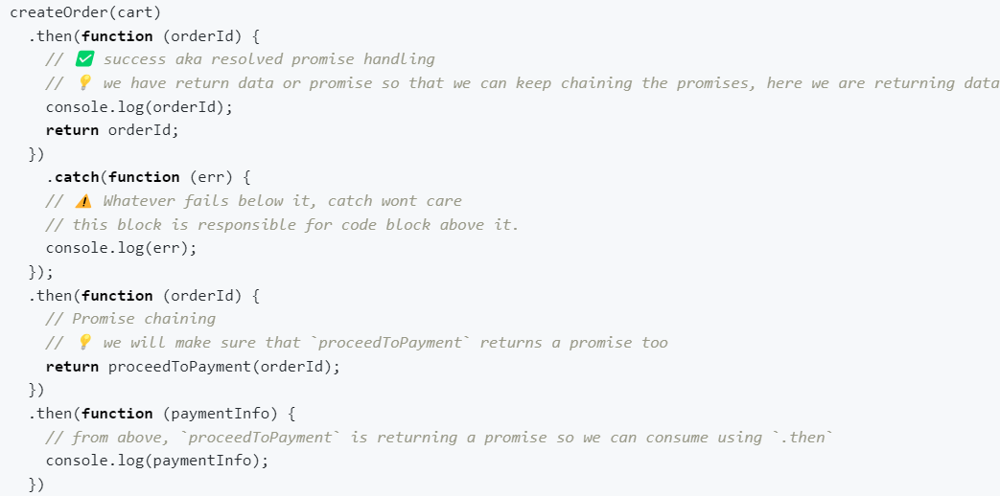 createOrder(cart)
  .then(function (orderId) {
    // ✅ success aka resolved promise handling
    // 💡 we have return data or promise so that we can keep chaining the promises, here we are returning data
    console.log(orderId);
    return orderId;
  })
    .catch(function (err) {
    // ⚠️ Whatever fails below it, catch wont care
    // this block is responsible for code block above it.
    console.log(err);
  });
  .then(function (orderId) {
    // Promise chaining
    // 💡 we will make sure that `proceedToPayment` returns a promise too
    return proceedToPayment(orderId);
  })
  .then(function (paymentInfo) {
    // from above, `proceedToPayment` is returning a promise so we can consume using `.then`
    console.log(paymentInfo);
  })